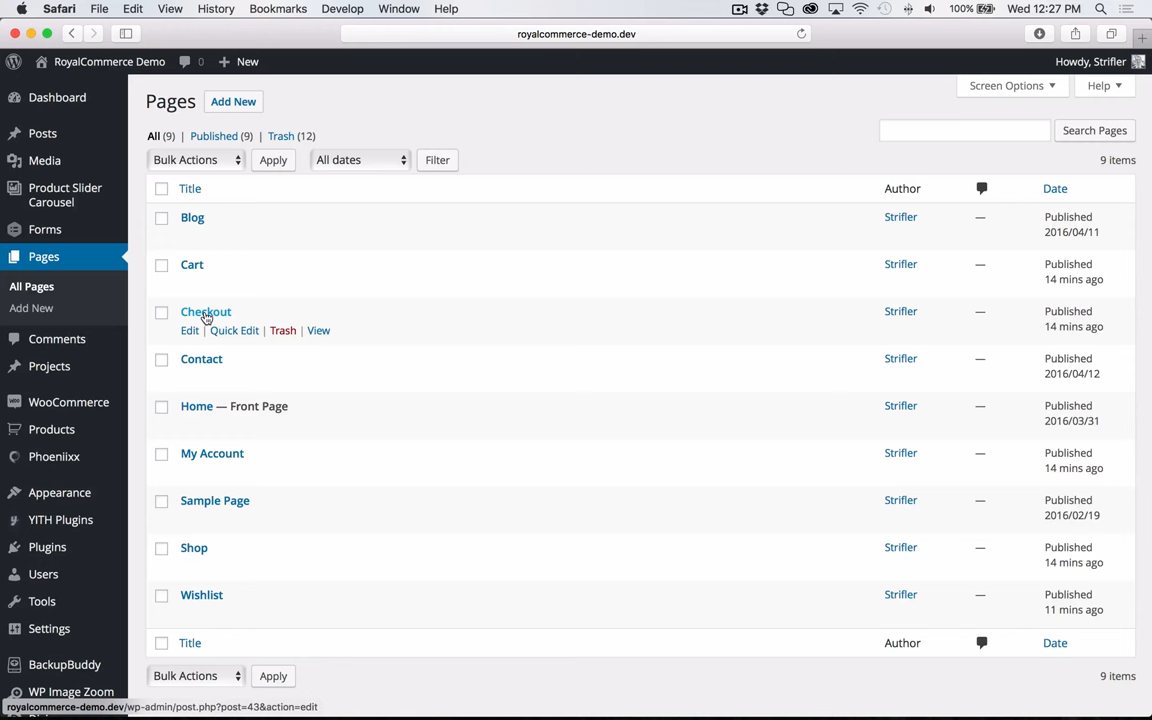 Safari File Edit View History Bookmarks Develop Window Help 100% Wed 12:27 PM
royalcommerce-demo.dev
RoyalCommerce Demo 0 + New Howdy, Strifler
Screen Options Help
Pages Add New
All (9) | Published (9) | Trash (12)
Search Pages
Bulk Actions Apply All dates Filter 9 items
Title Author Date
Blog Strifler — Published
2016/04/11
Cart Strifler — Published
14 mins ago
Checkout Strifler — Published
Edit | Quick Edit | Trash | View 14 mins ago
Contact Strifler — Published
2016/04/12
Home — Front Page Strifler — Published
2016/03/31
My Account Strifler — Published
14 mins ago
Sample Page Strifler — Published
2016/02/19
Shop Strifler — Published
14 mins ago
Wishlist Strifler — Published
11 mins ago
Title Author Date
Bulk Actions Apply 9 items
Dashboard
Posts
Media
Product Slider
Carousel
Forms
Pages
All Pages
Add New
Comments
Projects
WooCommerce
Products
Phoeniixx
Appearance
YITH Plugins
Plugins
Users
Tools
Settings
BackupBuddy
WP Image Zoom
royalcommerce-demo.dev/wp-admin/post.php?post=43&action=edit